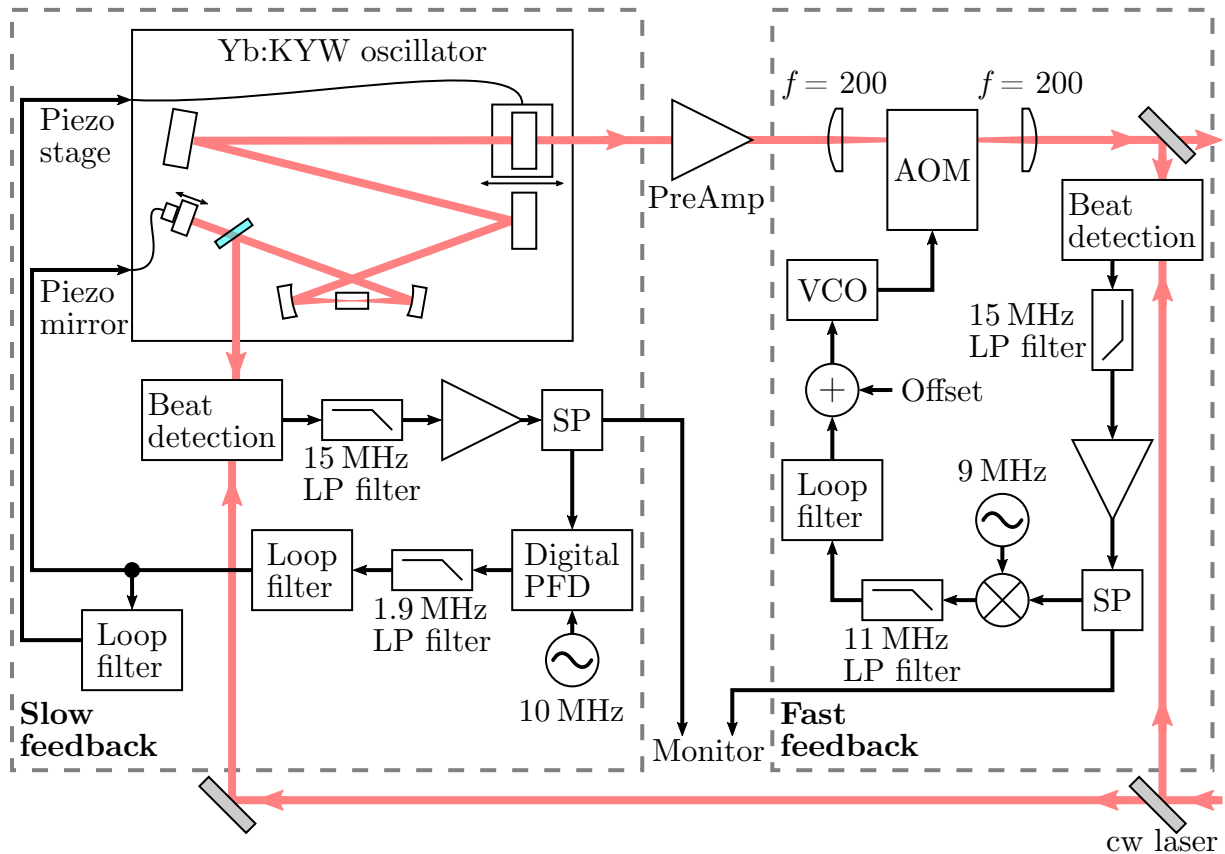 Yb:KYW oscillator
Piezo
stage
Piezo
mirror
PreAmp
f = 200
f = 200
AOM
Beat
detection
VCO
15 MHz
LP filter
Offset
Beat
detection
15 MHz
LP filter
SP
Loop
filter
9 MHz
Loop
filter
1.9 MHz
LP filter
Digital
PFD
11 MHz
LP filter
SP
Loop
filter
10 MHz
Slow
feedback
Monitor
Fast
feedback
cw laser